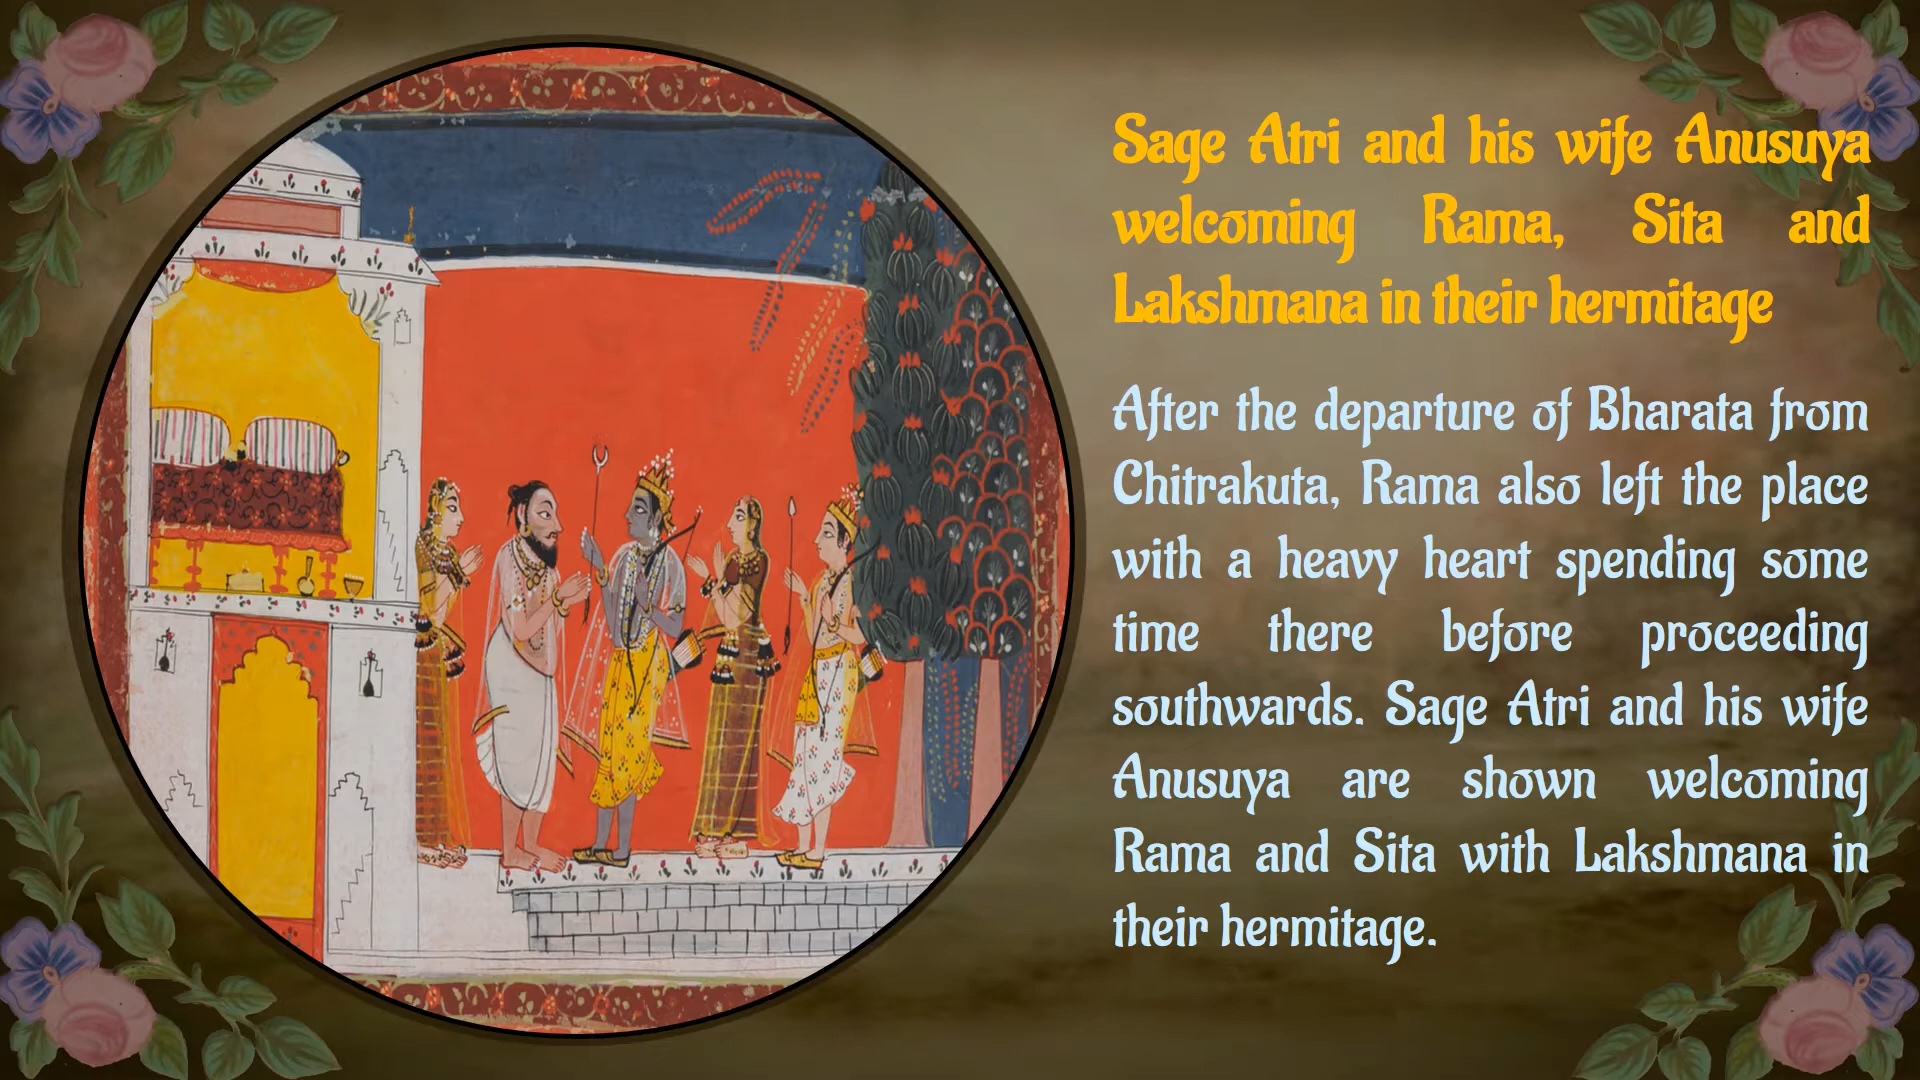 Sage Atri and his wife Anusuya
welcoming Rama, Sita and
Lakshmana in their hermitage
After the departure of Bharata from
Chitrakuta, Rama also left the place
with a heavy heart spending some
time there before proceeding
southwards. Sage Atri and his wife
Anusuya are shown welcoming
Rama and Sita with Lakshmana in
their hermitage.